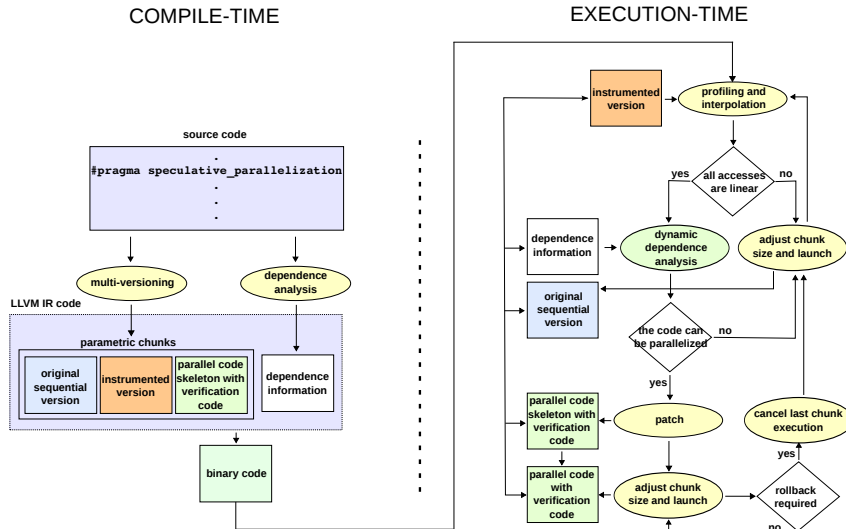 COMPILE-TIME
source code
.
#pragma speculative_parallelization
.
.
.
multi-versioning
dependence
analysis
LLVM IR code
parametric chunks
original
sequential
version
instrumented
version
parallel code
skeleton with
verification
code
dependence
information
binary code
EXECUTION-TIME
instrumented
version
profiling and
interpolation
all accesses
are linear
yes
no
dependence
information
dynamic
dependence
analysis
adjust chunk
size and launch
original
sequential
version
the code can
be parallelized
no
yes
parallel code
skeleton with
verification
code
patch
cancel last chunk
execution
yes
parallel code
with
verification
code
adjust chunk
size and launch
rollback
required
no